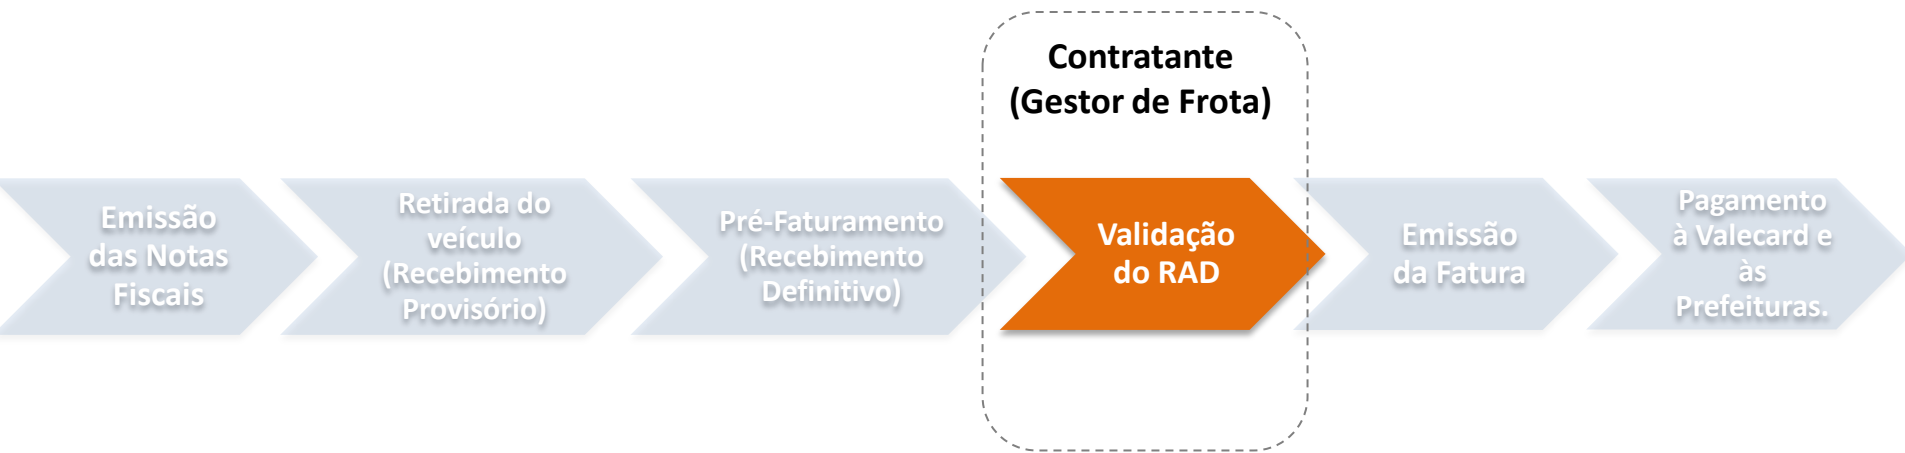 Contratante
(Gestor de Frota)
Emissão
das Notas
Fiscais
Retirada do
veículo
(Recebimento
Provisório)
Pré-Faturamento
(Recebimento
Definitivo)
Validação
do RAD
Emissão
da Fatura
Pagamento
à Valecard e
às
Prefeituras.